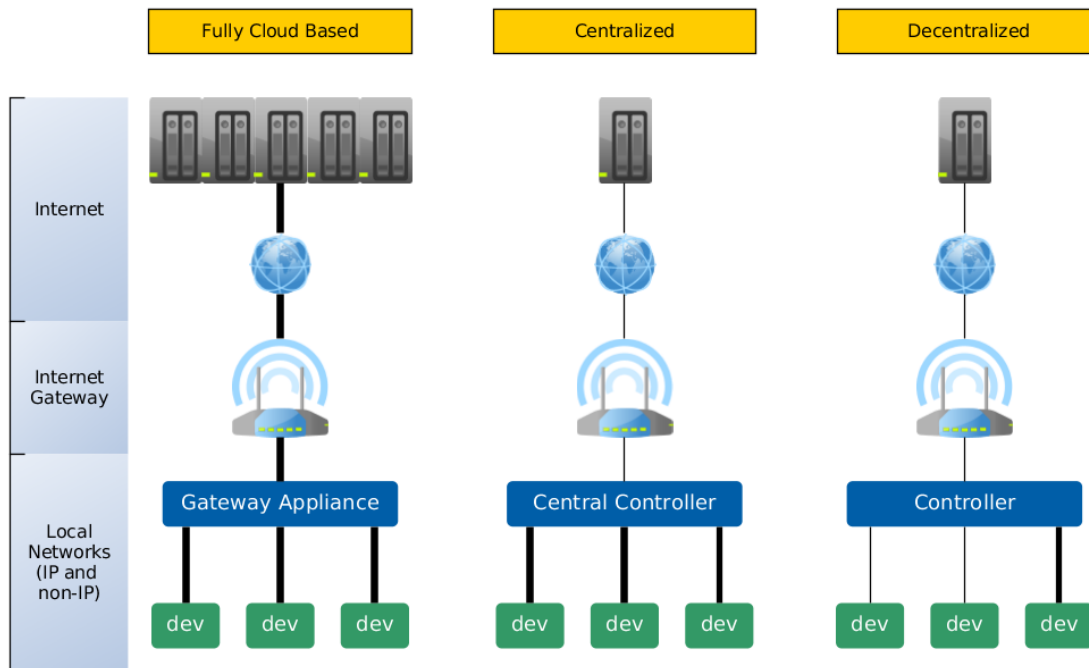 Fully Cloud Based
Centralized
Decentralized
Internet
Internet
Gateway
Local
Networks
(IP and
non-IP)
Gateway Appliance
Central Controller
Controller
dev
dev
dev
dev
dev
dev
dev
dev
dev